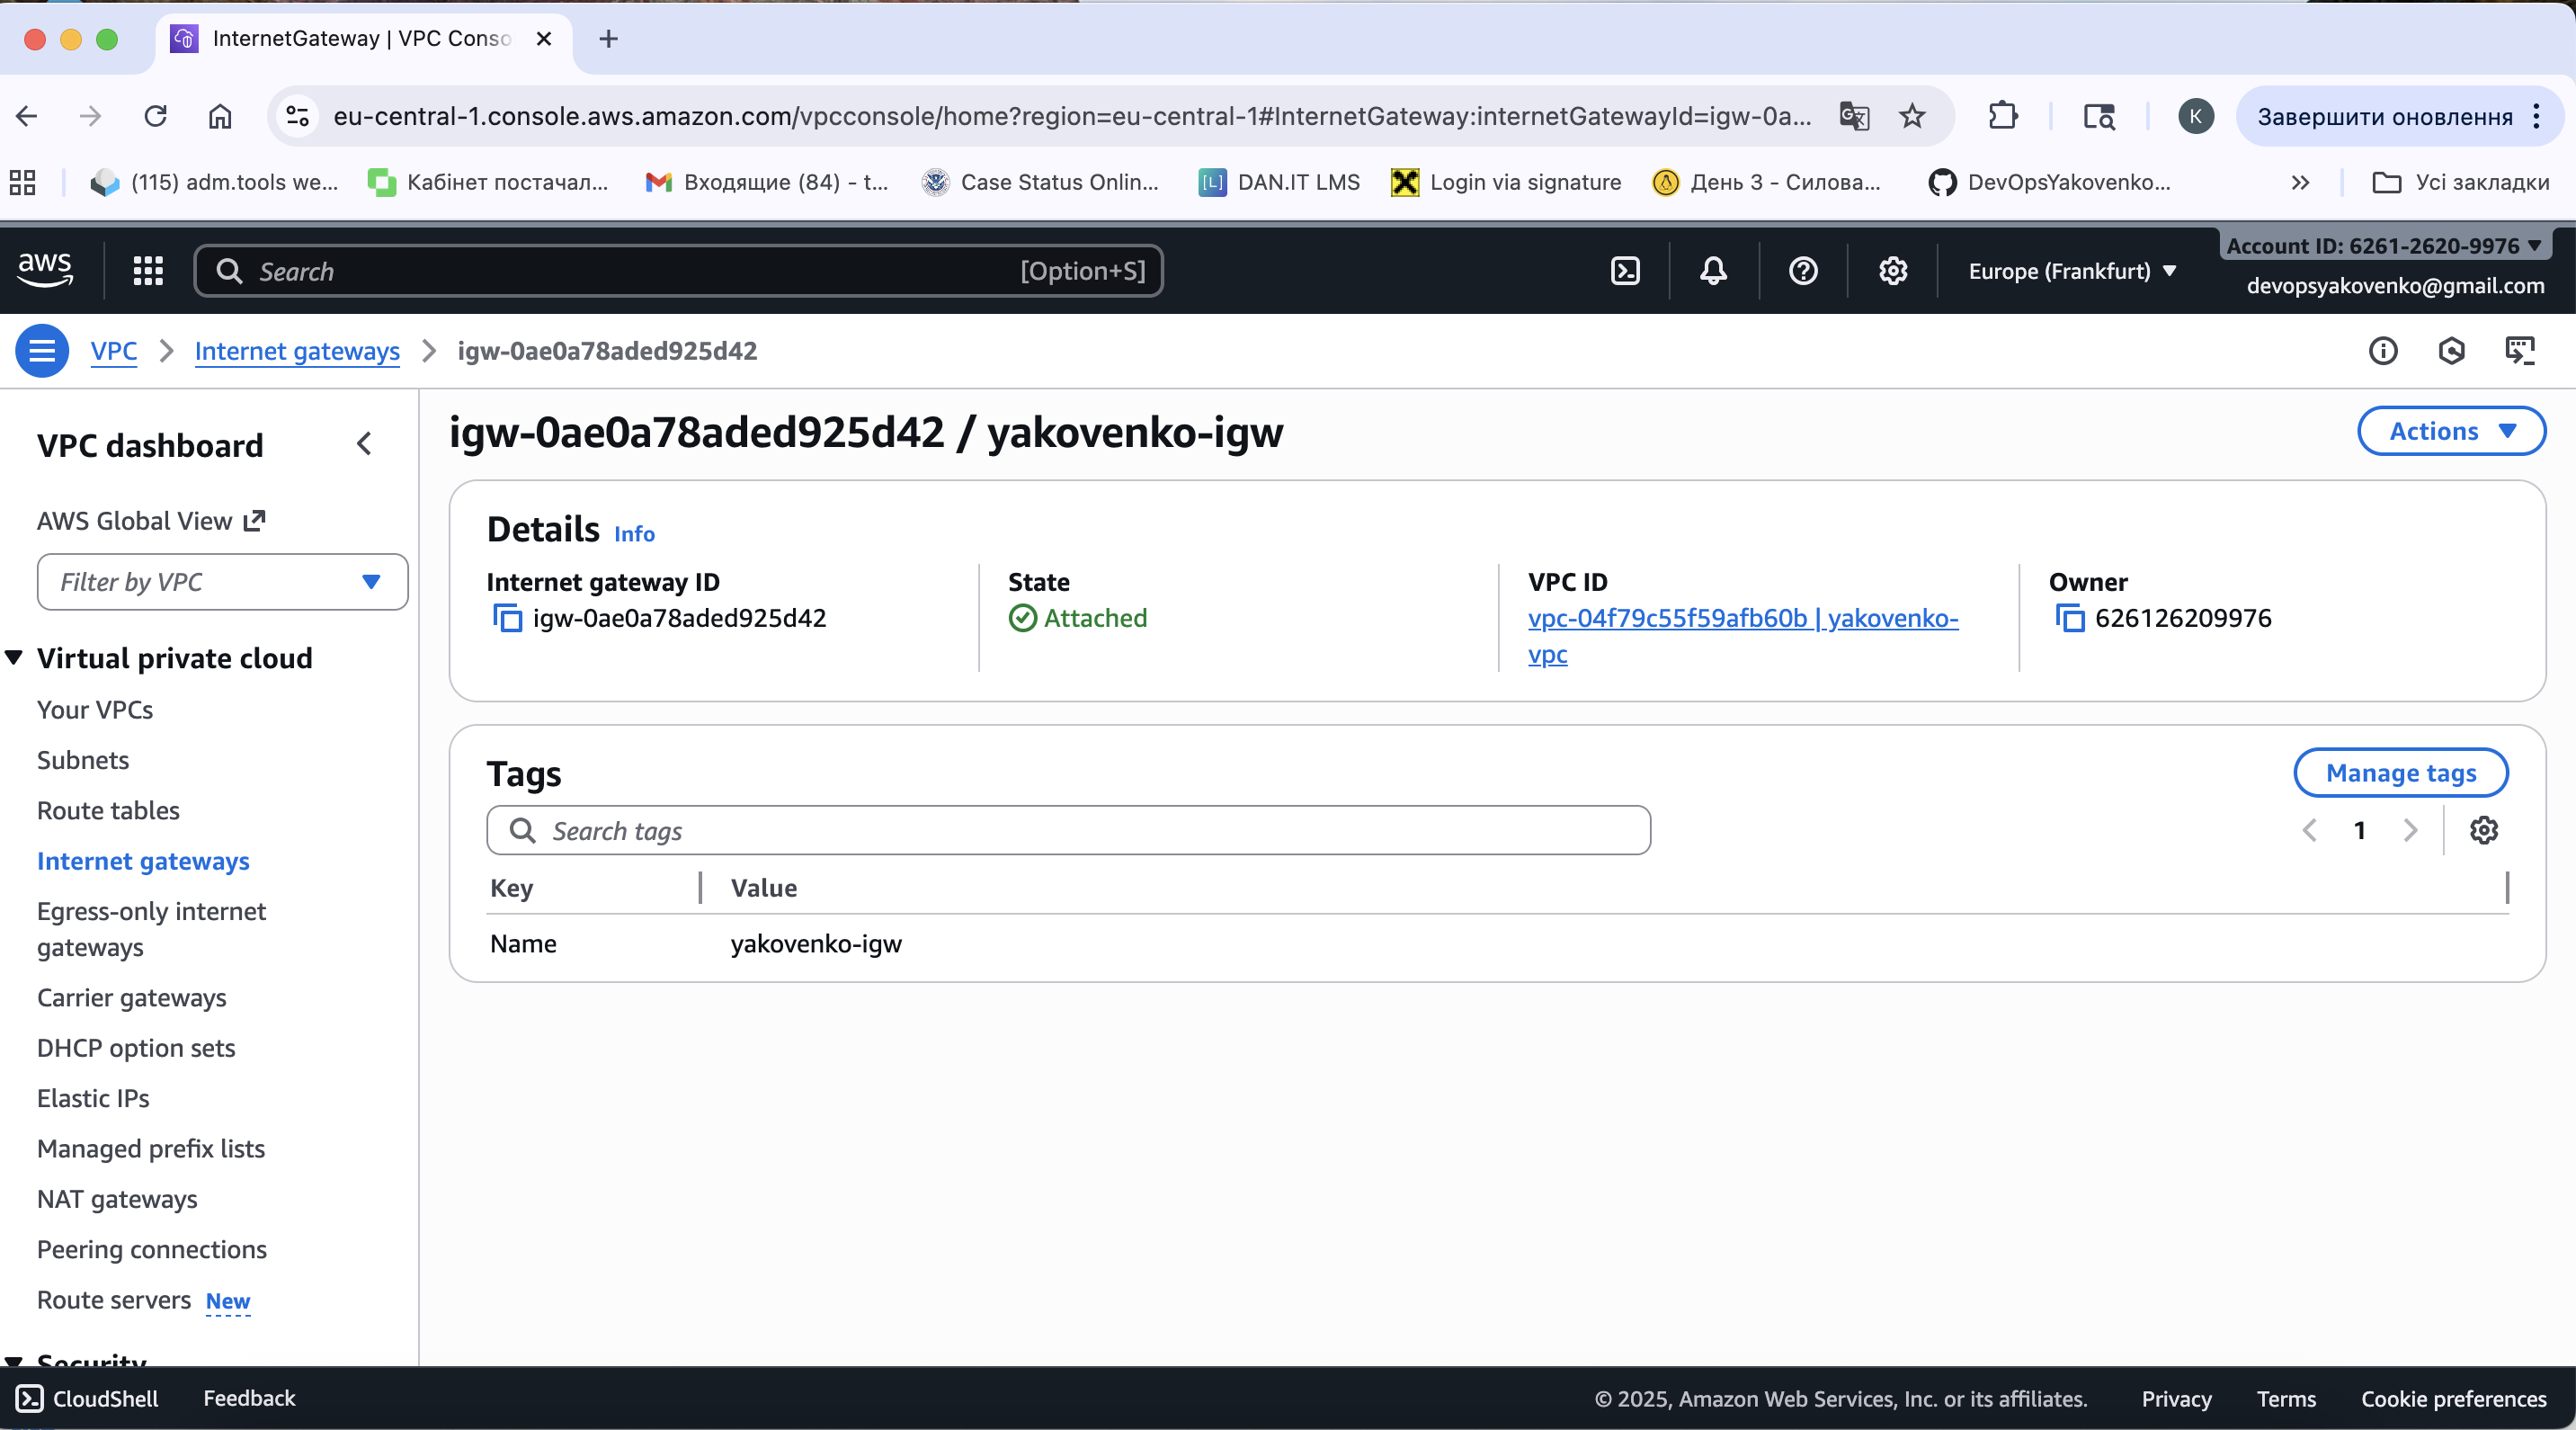 InternetGateway | VPC Conso
eu-central-1.console.aws.amazon.com/vpcconsole/home?region=eu-central-1#InternetGateway:internetGatewayId=igw-0a...
K
Завершити оновлення
(115) adm.tools we...
Кабінет постачал...
Входящие (84) - t...
Case Status Onlin...
[L] DAN.IT LMS
Login via signature
День 3 - Силова...
DevOpsYakovenko...
Усі закладки
aws
Search
[Option+S]
Europe (Frankfurt)
Account ID: 6261-2620-9976
devopsyakovenko@gmail.com
VPC
Internet gateways
igw-0ae0a78aded925d42
VPC dashboard
AWS Global View
Filter by VPC
Virtual private cloud
Your VPCs
Subnets
Route tables
Internet gateways
Egress-only internet
gateways
Carrier gateways
DHCP option sets
Elastic IPs
Managed prefix lists
NAT gateways
Peering connections
Route servers New
Security
igw-0ae0a78aded925d42 / yakovenko-igw
Actions
Details Info
Internet gateway ID
igw-0ae0a78aded925d42
State
Attached
VPC ID
vpc-04f79c55f59afb60b | yakovenko-
vpc
Owner
626126209976
Tags
Manage tags
Search tags
1
Key Value
Name yakovenko-igw
CloudShell
Feedback
© 2025, Amazon Web Services, Inc. or its affiliates.
Privacy
Terms
Cookie preferences